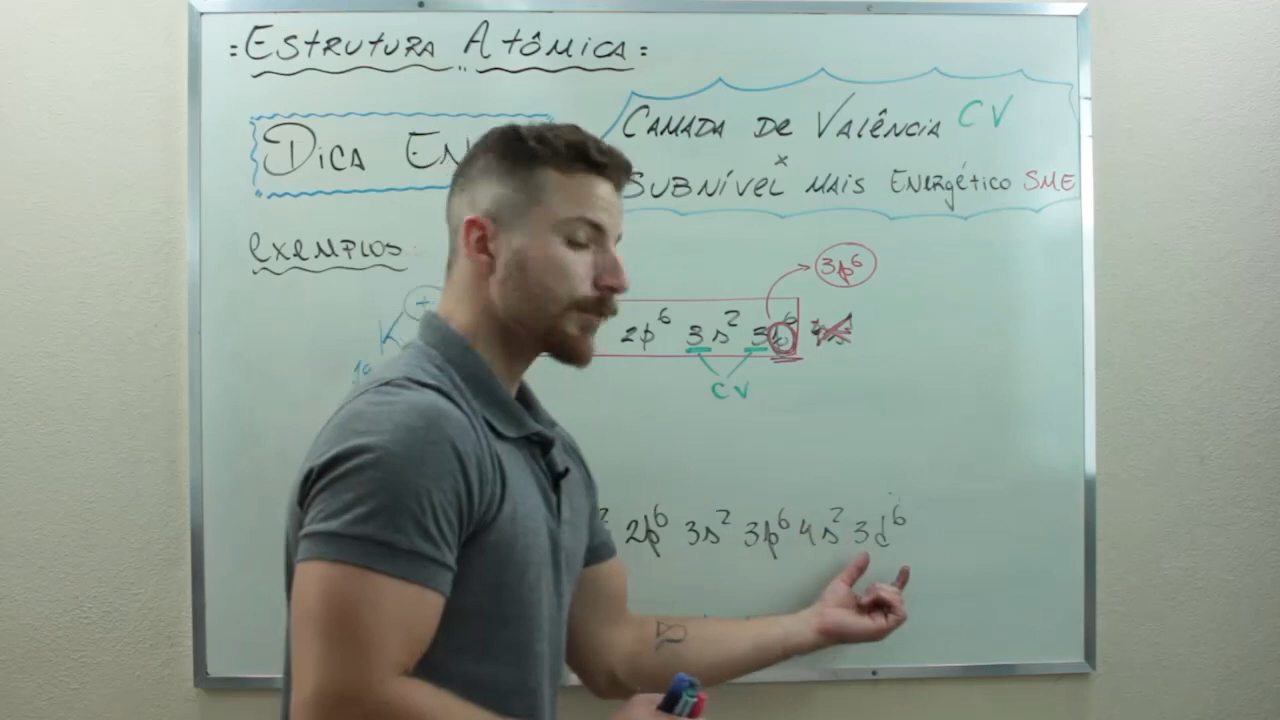 = ESTRUTURA ATÔMICA =
DICA EN
CAMADA DE VALÊNCIA CV
x
SUBNÍVEL MAIS ENERGÉTICO SME
EXEMPLOS
3p⁶
K +
2p⁶ 3s² 3p⁶
CV
2p⁶ 3s² 3p⁶ 4s² 3d⁶